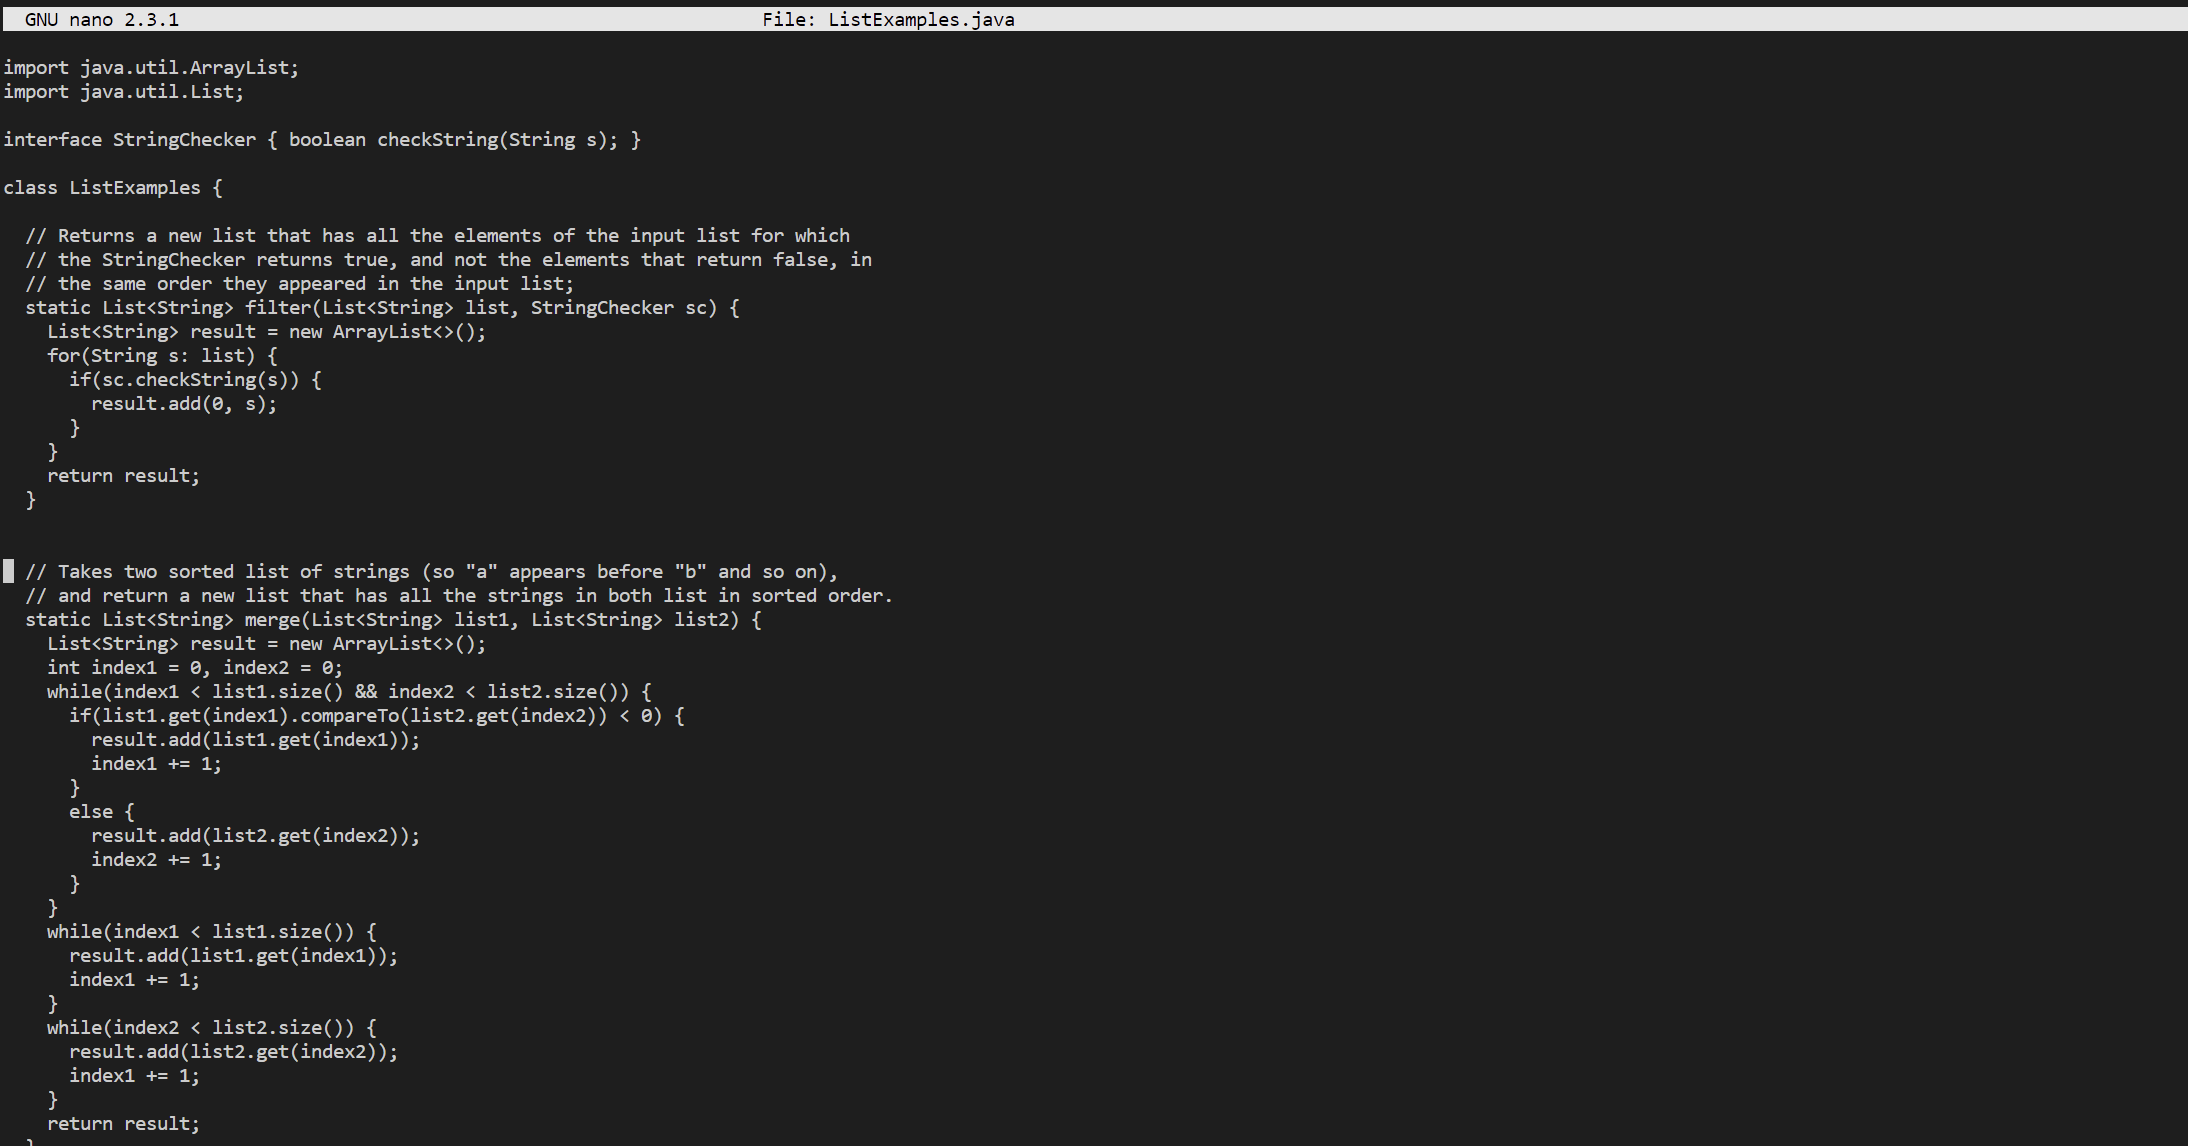 GNU nano 2.3.1 File: ListExamples.java
import java.util.ArrayList;
import java.util.List;
interface StringChecker { boolean checkString(String s); }
class ListExamples {
// Returns a new list that has all the elements of the input list for which
// the StringChecker returns true, and not the elements that return false, in
// the same order they appeared in the input list;
static List<String> filter(List<String> list, StringChecker sc) {
List<String> result = new ArrayList<>();
for(String s: list) {
if(sc.checkString(s)) {
result.add(0, s);
}
}
return result;
}
// Takes two sorted list of strings (so "a" appears before "b" and so on),
// and return a new list that has all the strings in both list in sorted order.
static List<String> merge(List<String> list1, List<String> list2) {
List<String> result = new ArrayList<>();
int index1 = 0, index2 = 0;
while(index1 < list1.size() && index2 < list2.size()) {
if(list1.get(index1).compareTo(list2.get(index2)) < 0) {
result.add(list1.get(index1));
index1 += 1;
}
else {
result.add(list2.get(index2));
index2 += 1;
}
}
while(index1 < list1.size()) {
result.add(list1.get(index1));
index1 += 1;
}
while(index2 < list2.size()) {
result.add(list2.get(index2));
index1 += 1;
}
return result;
}